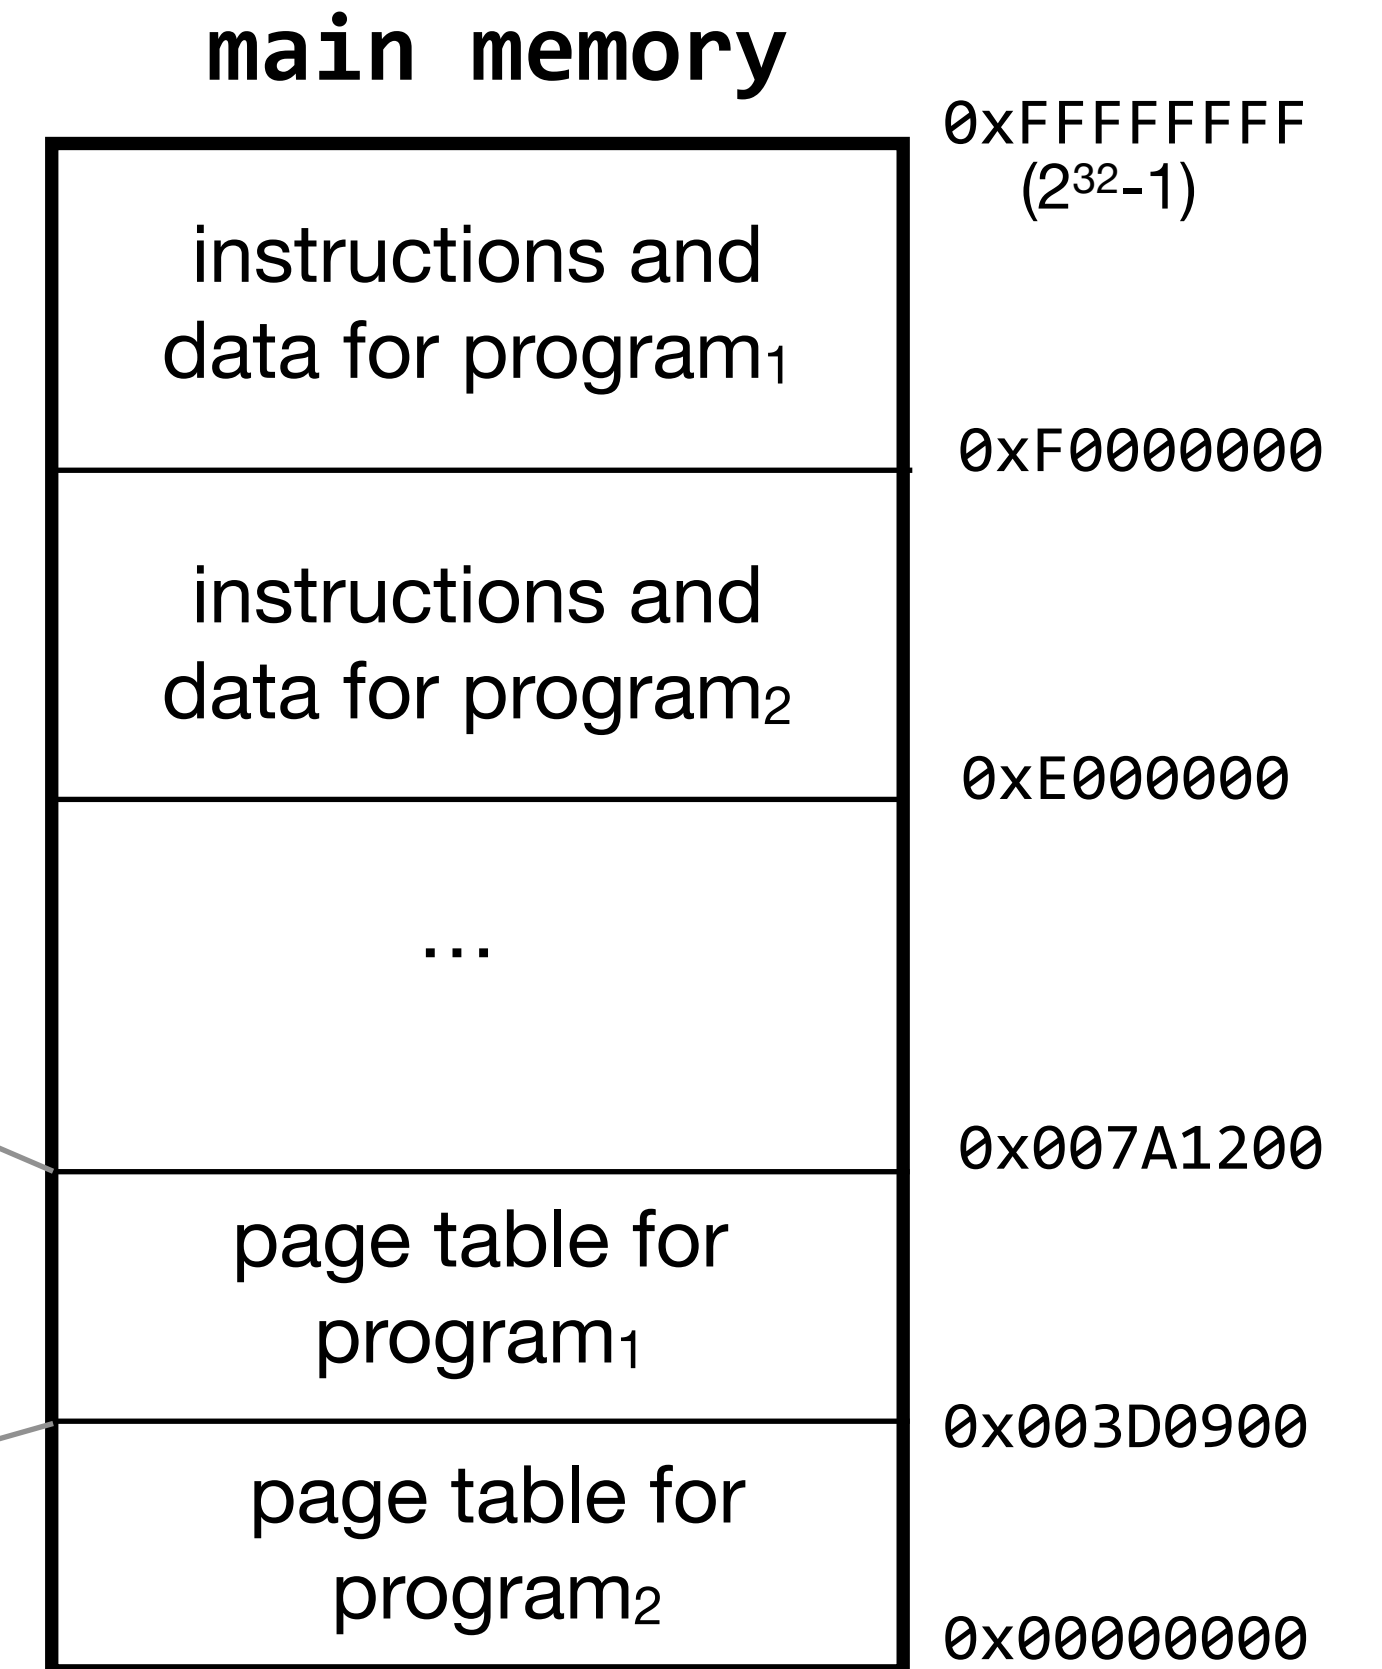 main memory
0xFFFFFFFF
(2³²-1)
instructions and
data for program₁
0xF0000000
instructions and
data for program₂
0xE000000
...
0x007A1200
page table for
program₁
0x003D0900
page table for
program₂
0x00000000